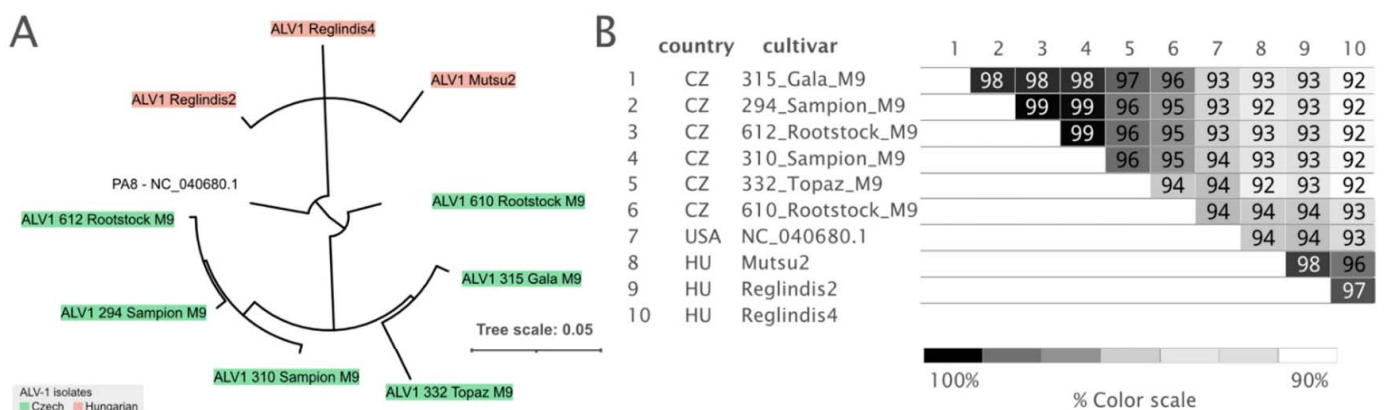 A
ALV1 Reglindis4
ALV1 Mutsu2
ALV1 Reglindis2
PA8 - NC_040680.1
ALV1 610 Rootstock M9
ALV1 612 Rootstock M9
ALV1 315 Gala M9
ALV1 294 Sampion M9
Tree scale: 0.05
ALV1 310 Sampion M9
ALV1 332 Topaz M9
ALV-1 isolates
Czech Hungarian
B
country cultivar 1 2 3 4 5 6 7 8 9 10
1 CZ 315_Gala_M9 98 98 98 97 96 93 93 93 92
2 CZ 294_Sampion_M9 99 99 96 95 93 92 93 92
3 CZ 612_Rootstock_M9 99 96 95 93 93 93 92
4 CZ 310_Sampion_M9 96 95 94 93 93 92
5 CZ 332_Topaz_M9 94 94 92 93 92
6 CZ 610_Rootstock_M9 94 94 94 93
7 USA NC_040680.1 94 94 93
8 HU Mutsu2 98 96
9 HU Reglindis2 97
10 HU Reglindis4
100% 90%
% Color scale